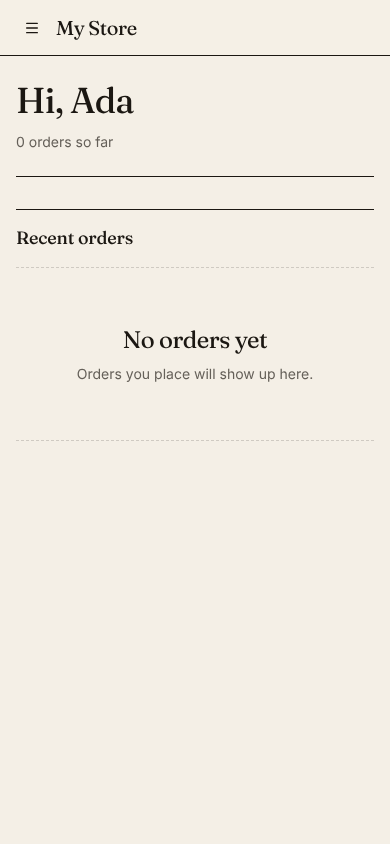 My Store
Hi, Ada
0 orders so far
Recent orders
No orders yet
Orders you place will show up here.